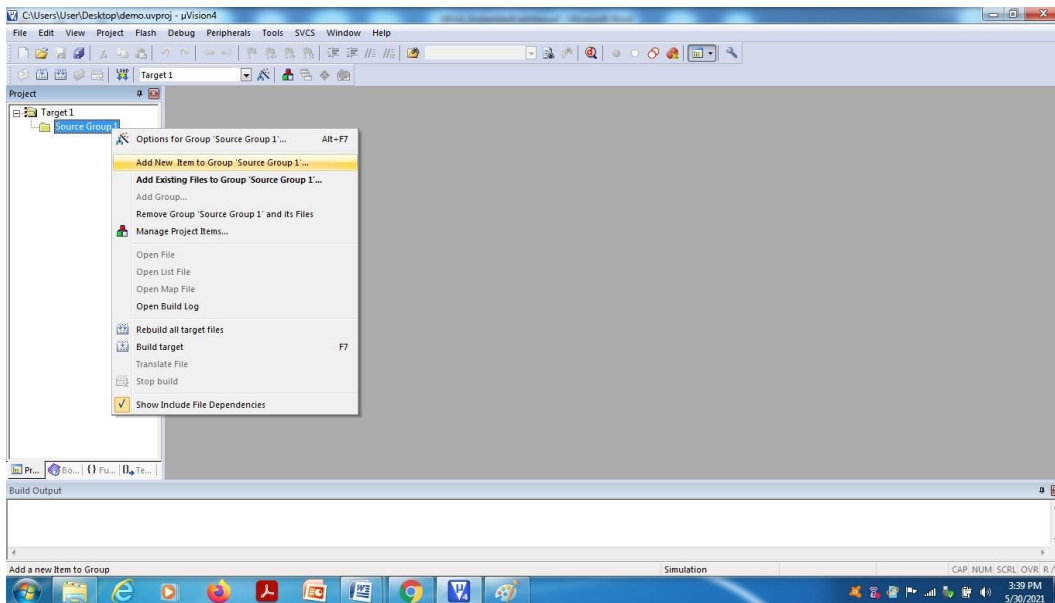 C:\Users\User\Desktop\demo.uvproj - µVision4
File Edit View Project Flash Debug Peripherals Tools SVCS Window Help
Target 1
Project
Target 1
Source Group 1
Options for Group 'Source Group 1'... Alt+F7
Add New Item to Group 'Source Group 1'...
Add Existing Files to Group 'Source Group 1'...
Add Group...
Remove Group 'Source Group 1' and its Files
Manage Project Items...
Open File
Open List File
Open Map File
Open Build Log
Rebuild all target files
Build target F7
Translate File
Stop build
Show Include File Dependencies
Pr... Bo... {} Fu... Te...
Build Output
Add a new Item to Group Simulation CAP NUM SCRL OVR R/
3:39 PM
5/30/2021